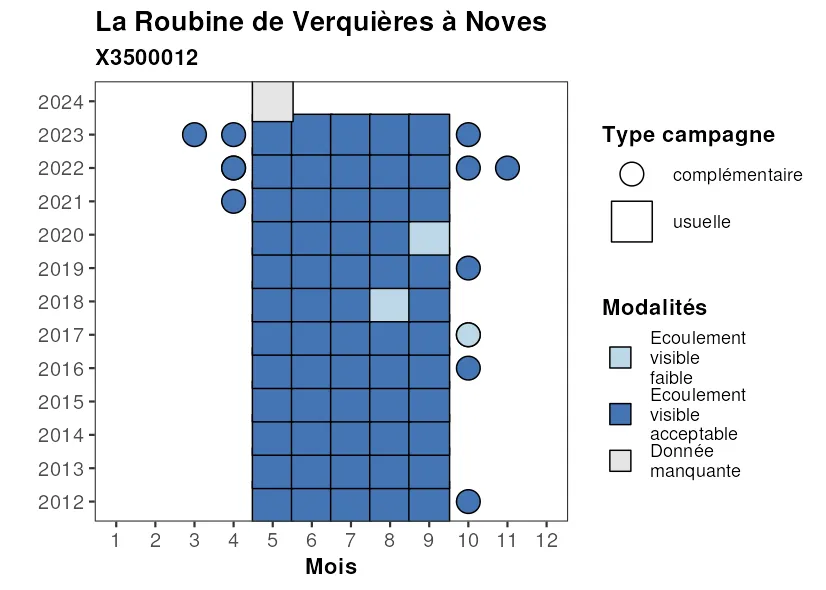 La Roubine de Verquières à Noves
X3500012
2024
2023
2022
2021
2020
2019
2018
2017
2016
2015
2014
2013
2012
1 2 3 4 5 6 7 8 9 10 11 12
Mois
Type campagne
complémentaire
usuelle
Modalités
Ecoulement
visible
faible
Ecoulement
visible
acceptable
Donnée
manquante